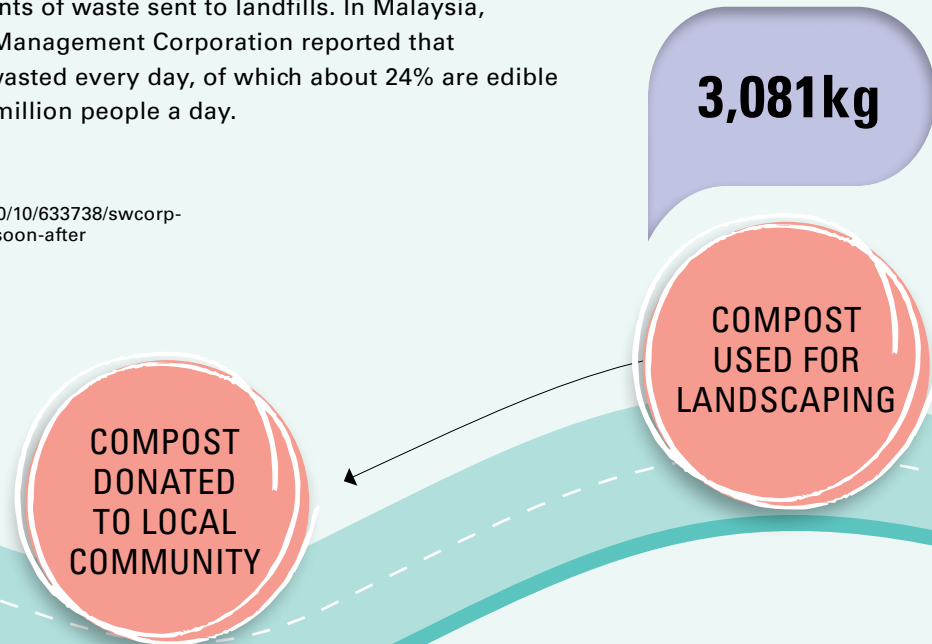 nts of waste sent to landfills. In Malaysia,
Management Corporation reported that
wasted every day, of which about 24% are edible
million people a day.
0/10/633738/swcorp-
soon-after
3,081kg
COMPOST
USED FOR
LANDSCAPING
COMPOST
DONATED
TO LOCAL
COMMUNITY